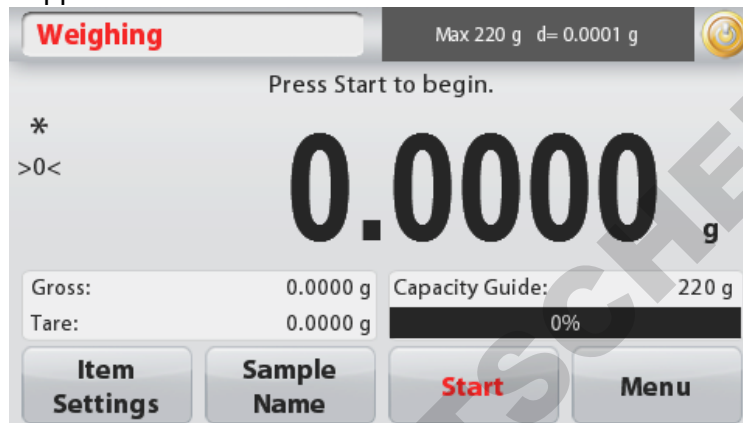 Weighing
Max 220 g d= 0.0001 g
Press Start to begin.
*
>0<
0.0000 g
Gross: 0.0000 g
Tare: 0.0000 g
Capacity Guide: 220 g
0%
Item
Settings
Sample
Name
Start
Menu